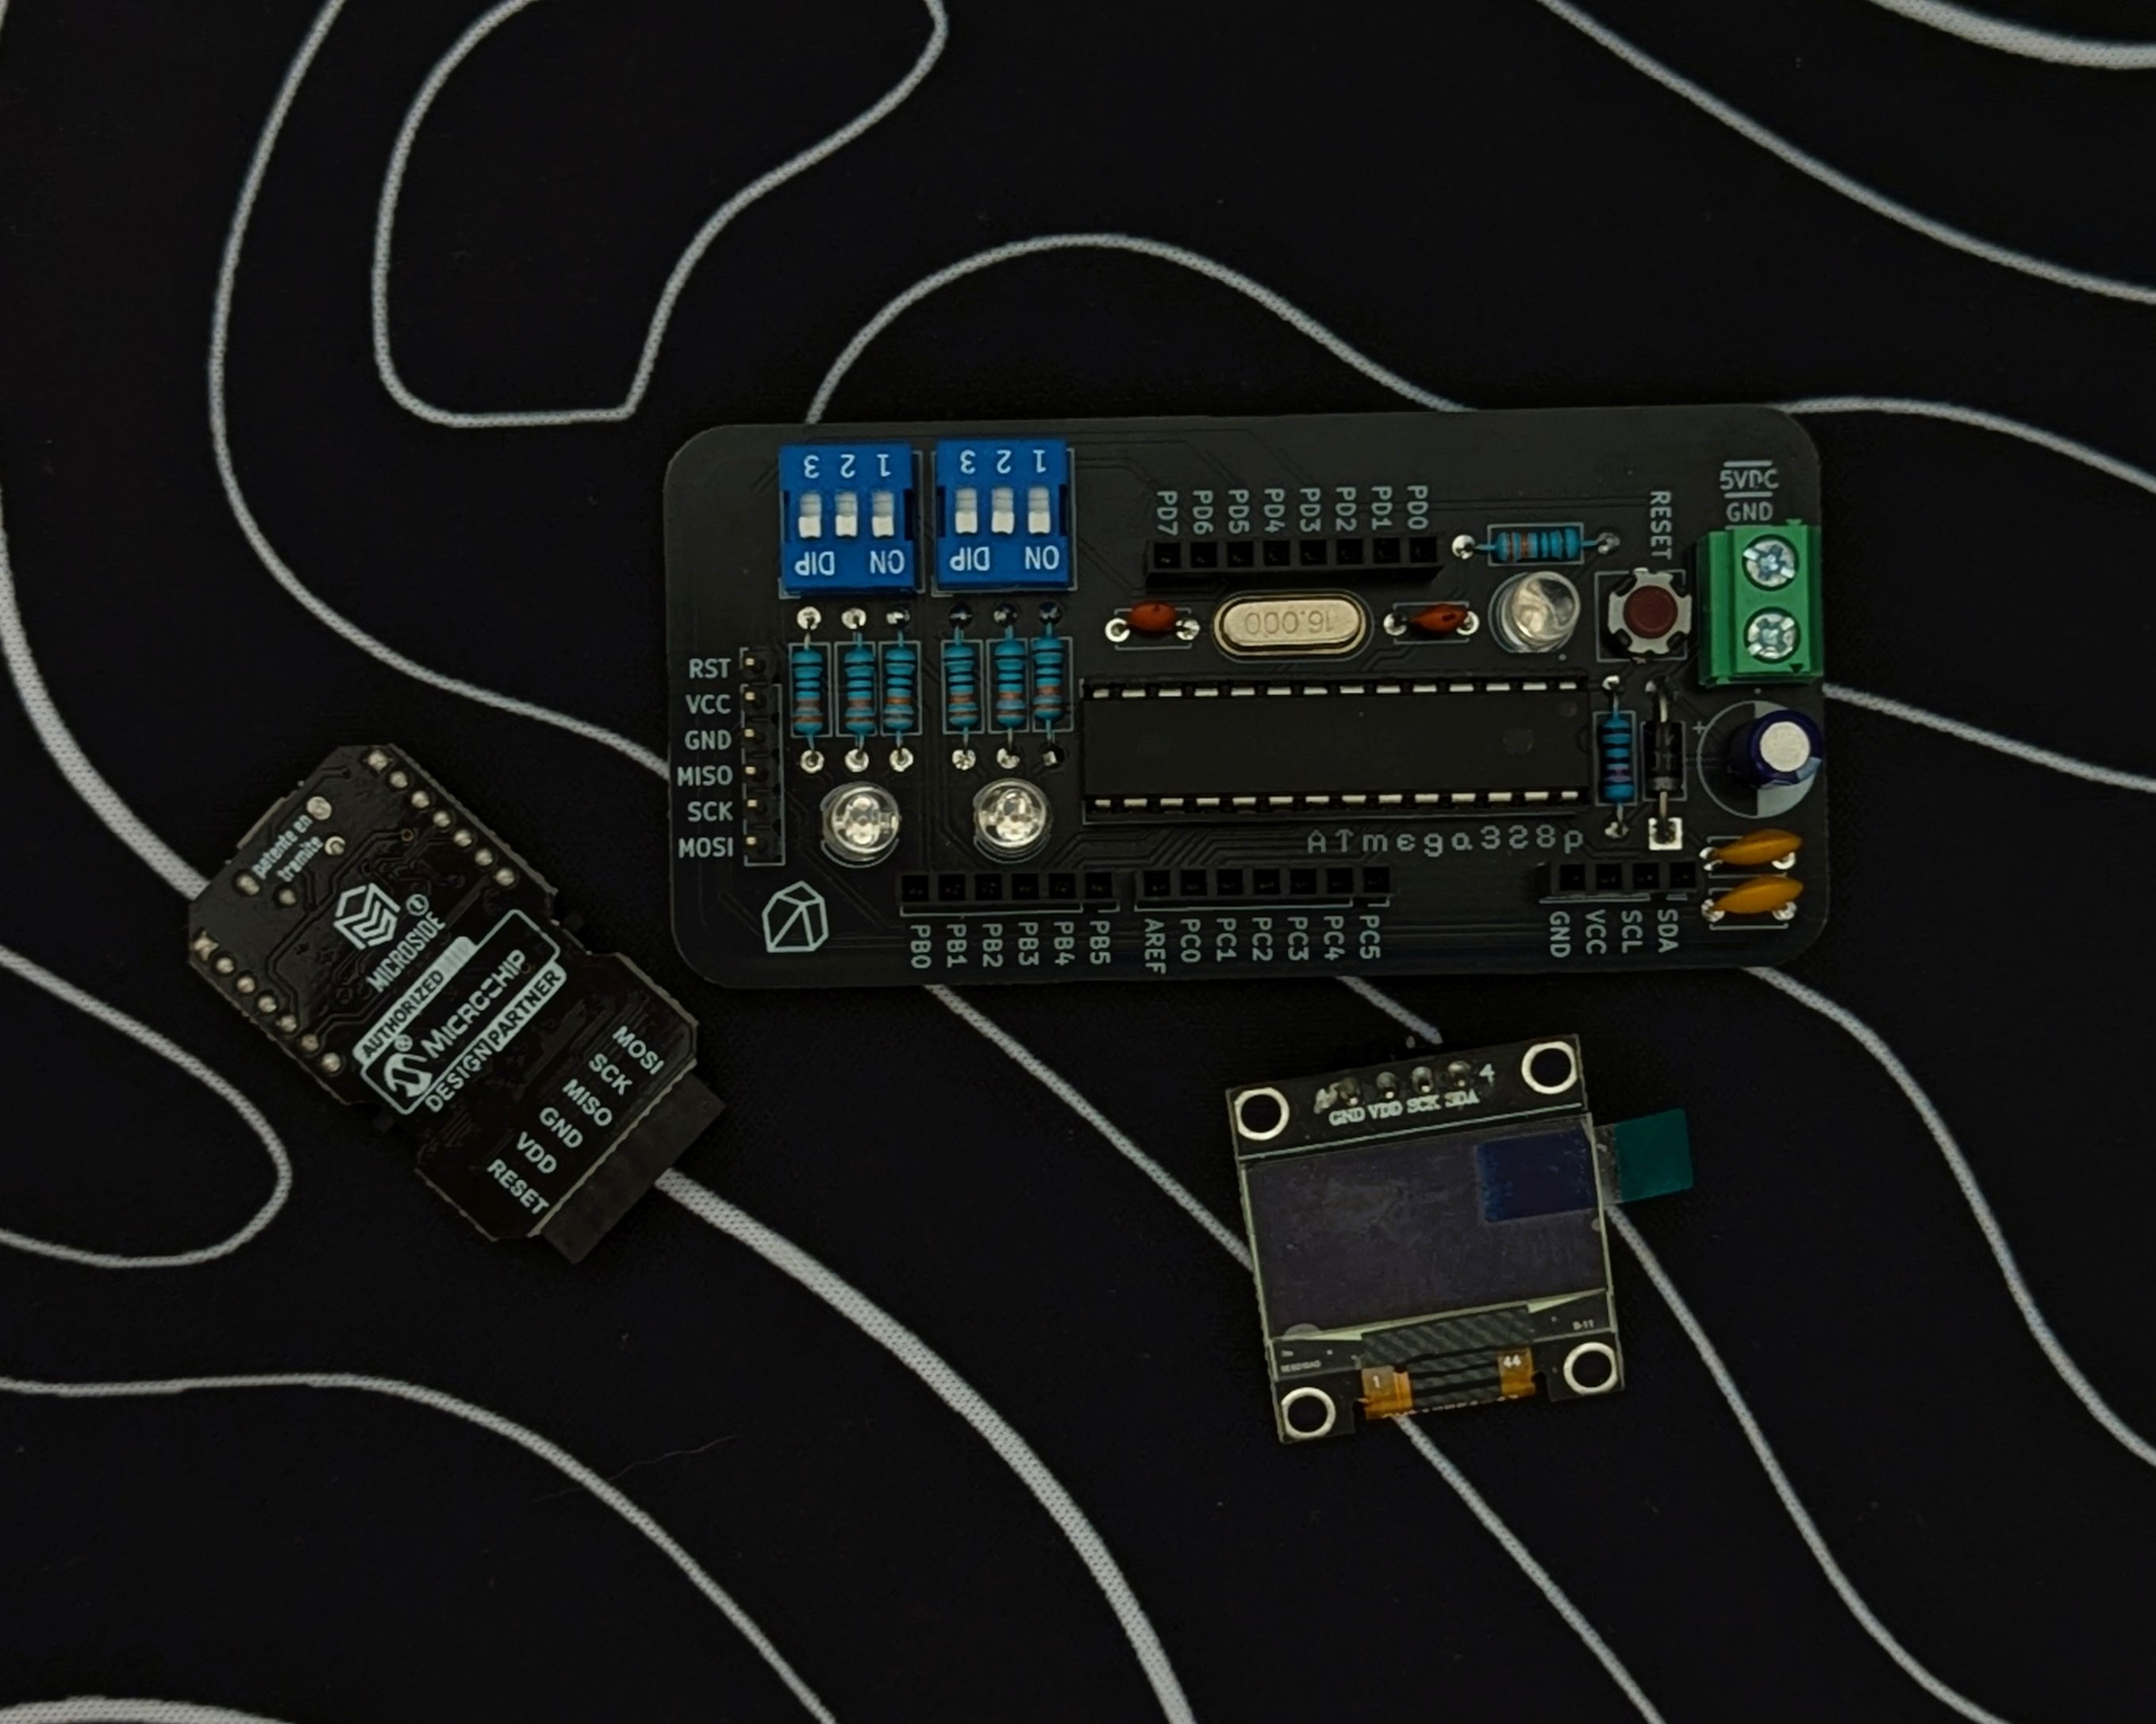 3 2 1
DIP ON
3 2 1
DIP ON
PD7
PD6
PD5
PD4
PD3
PD2
PD1
PD0
RESET
5VDC
GND
16.000
RST
VCC
GND
MISO
SCK
MOSI
ATmega328p
PB0
PB1
PB2
PB3
PB4
PB5
AREF
PC0
PC1
PC2
PC3
PC4
PC5
GND
VCC
SCL
SDA
+
patente en
tramite
MICROSIDE®
AUTHORIZED
MICROCHIP
DESIGN PARTNER
MOSI
SCK
MISO
GND
VDD
RESET
4
GND VDD SCK SDA
1
44